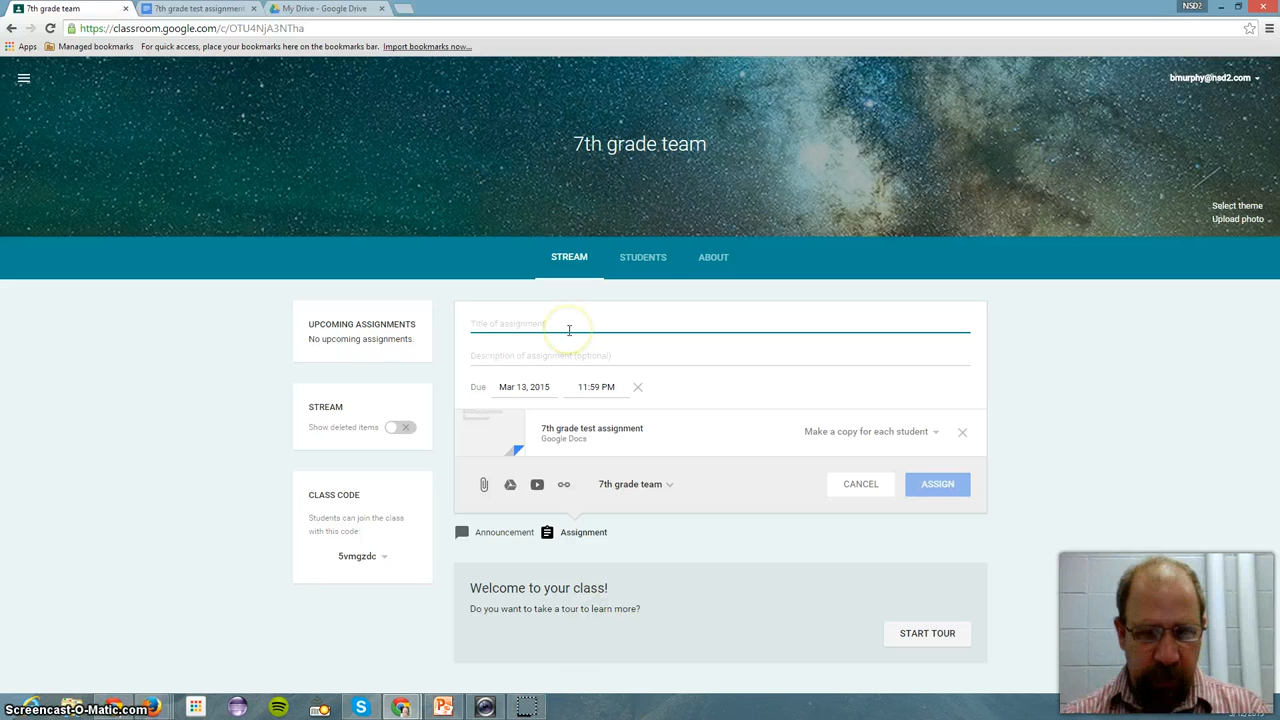 7th grade team
7th grade test assignment
My Drive - Google Drive
NSD2
https://classroom.google.com/c/OTU4NjA3NTha
Apps
Managed bookmarks
For quick access, place your bookmarks here on the bookmarks bar.
Import bookmarks now...
bmurphy@nsd2.com
7th grade team
Select theme
Upload photo
STREAM
STUDENTS
ABOUT
UPCOMING ASSIGNMENTS
No upcoming assignments.
STREAM
Show deleted items
CLASS CODE
Students can join the class
with this code:
5vmgzdc
Title of assignment
Description of assignment (optional)
Due
Mar 13, 2015
11:59 PM
7th grade test assignment
Google Docs
Make a copy for each student
7th grade team
CANCEL
ASSIGN
Announcement
Assignment
Welcome to your class!
Do you want to take a tour to learn more?
START TOUR
Screencast-O-Matic.com